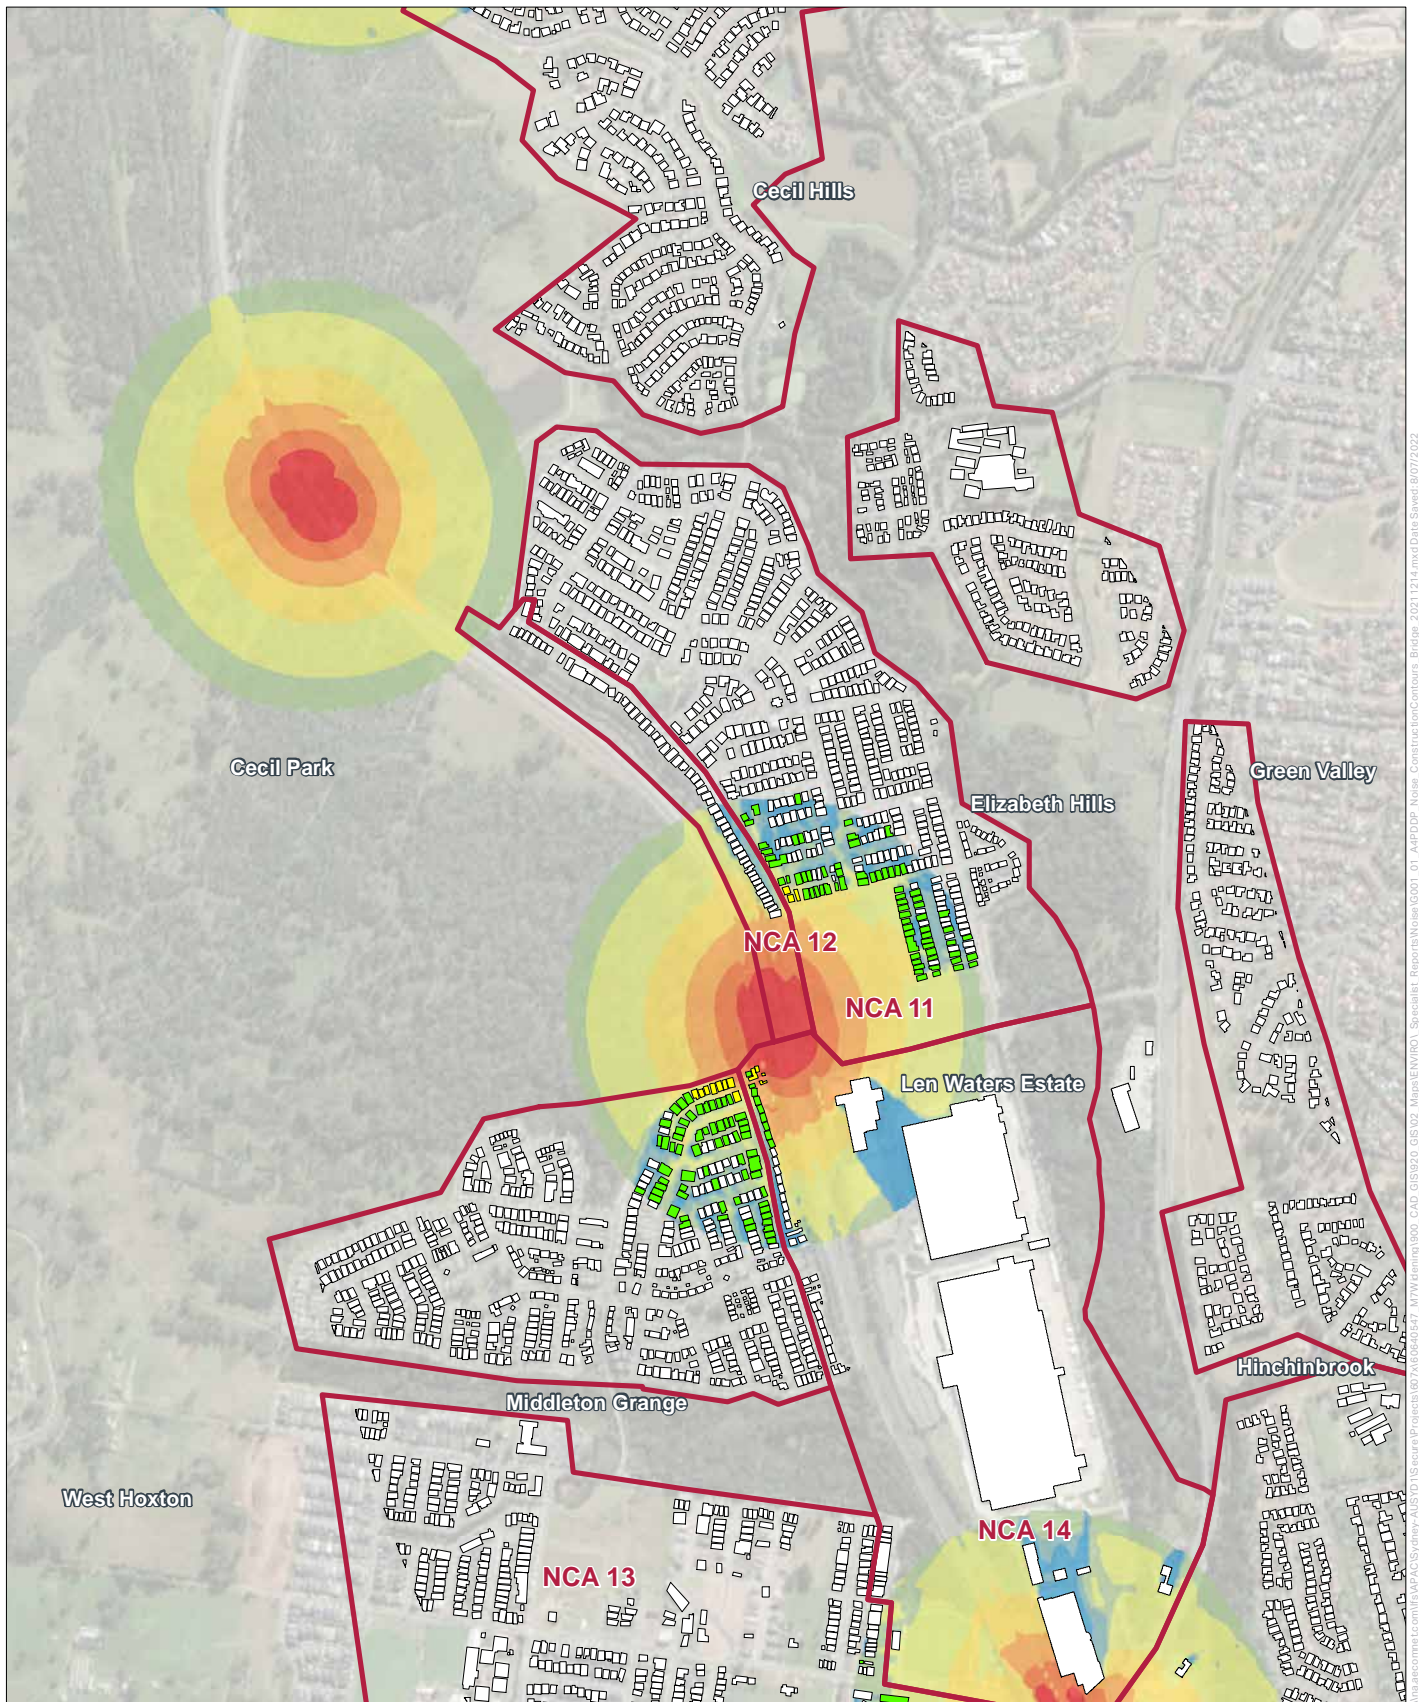 Cecil Hills
Cecil Park
Green Valley
Elizabeth Hills
NCA 12
NCA 11
Len Waters Estate
Hinchinbrook
Middleton Grange
West Hoxton
NCA 14
NCA 13